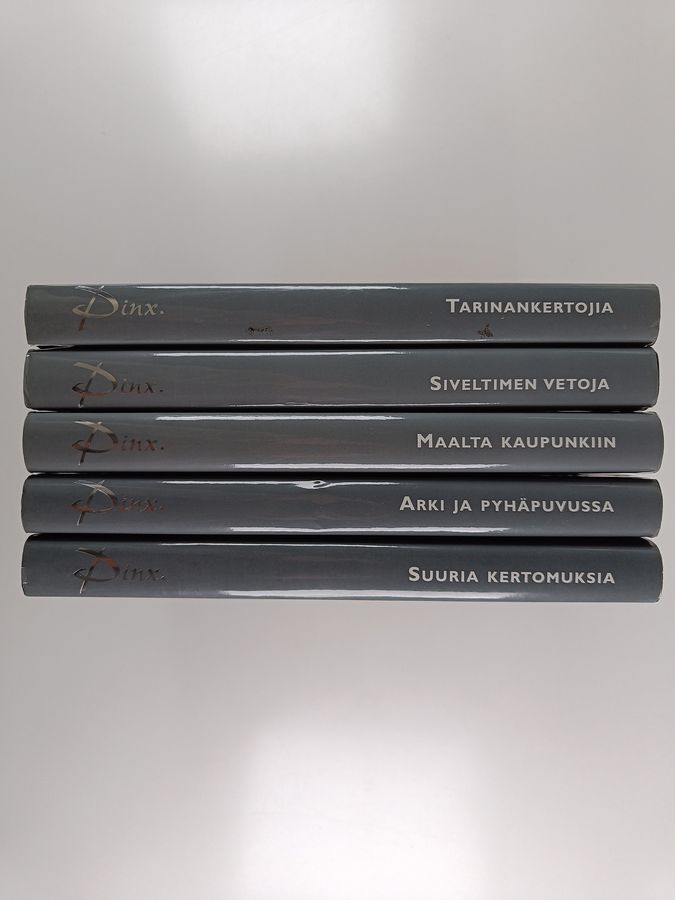 Pinx. TARINANKERTOJIA
Pinx. SIVELTIMEN VETOJA
Pinx. MAALTA KAUPUNKIIN
Pinx. ARKI JA PYHÄPUVUSSA
Pinx. SUURIA KERTOMUKSIA